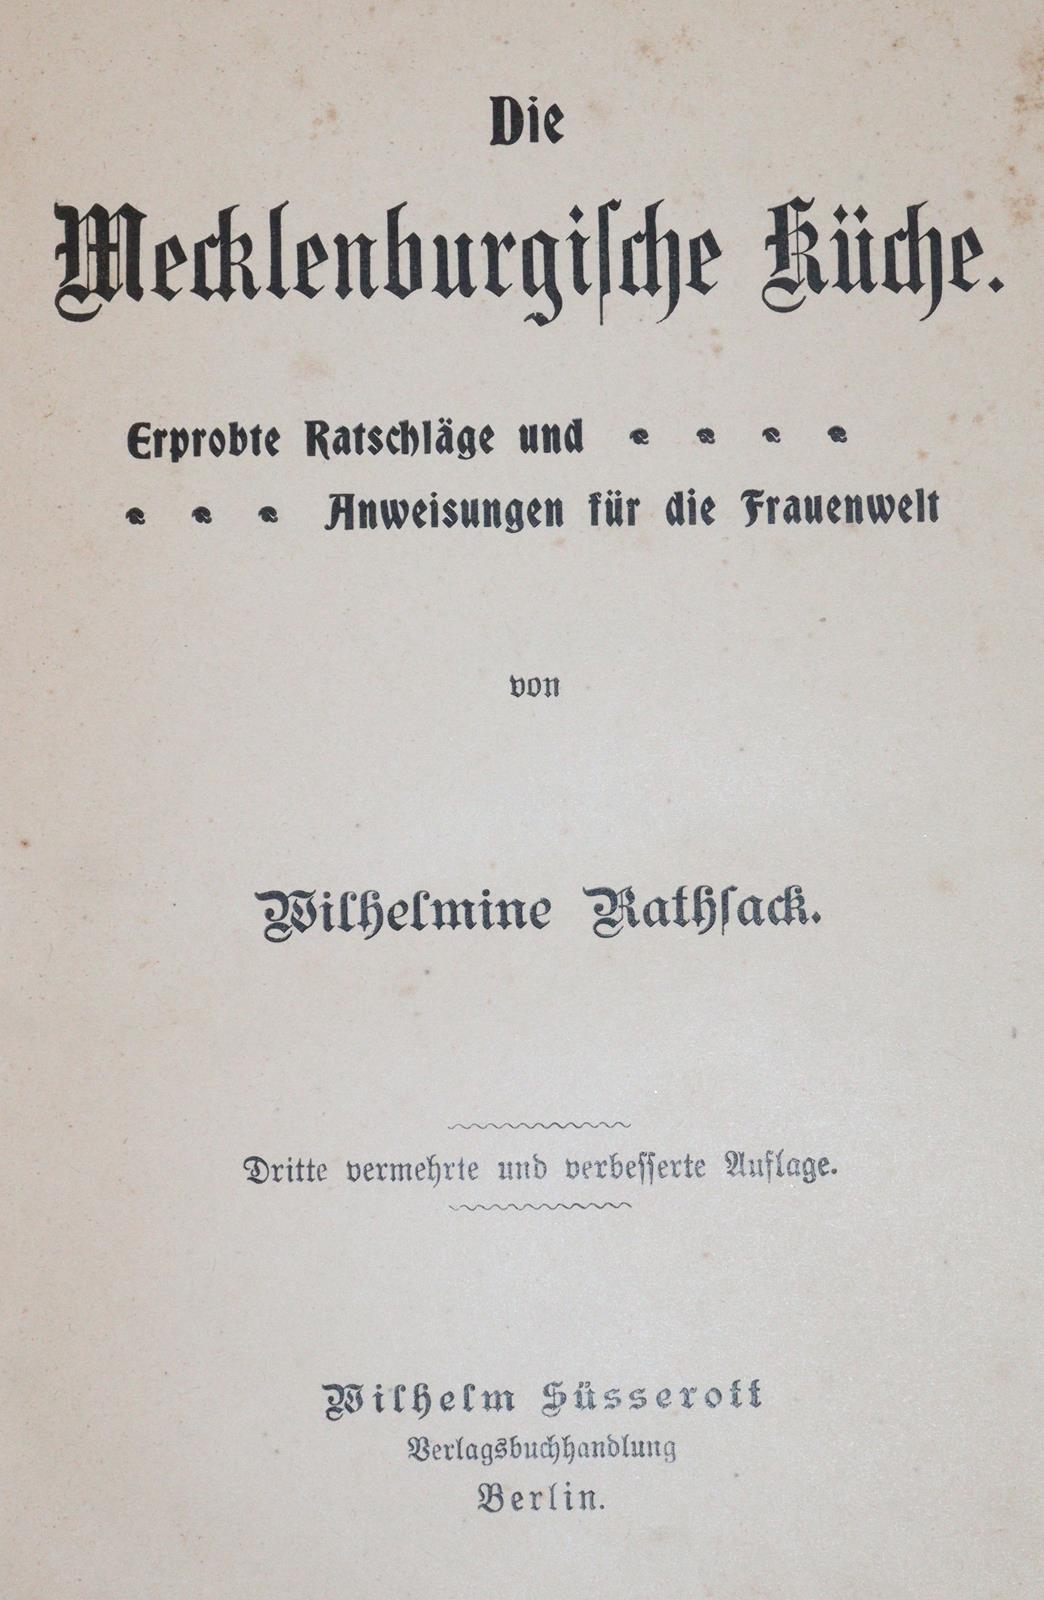 Die
Mecklenburgische Küche.
Erprobte Ratschläge und
Anweisungen für die Frauenwelt
von
Wilhelmine Rathsack.
Dritte vermehrte und verbesserte Auflage.
Wilhelm Süsserott
Verlagsbuchhandlung
Berlin.